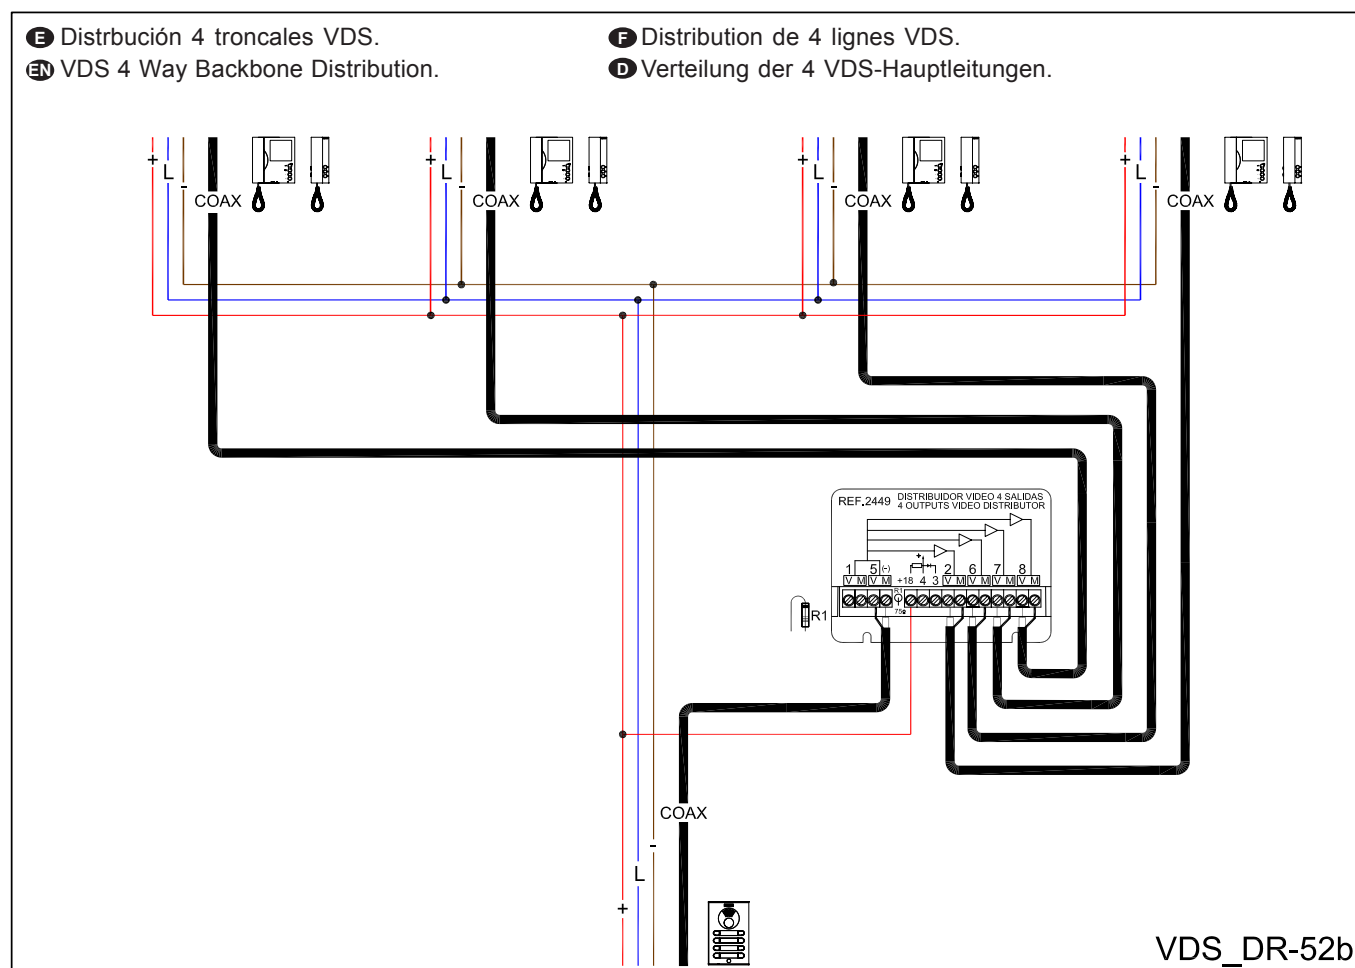 E Distrbución 4 troncales VDS.
EN VDS 4 Way Backbone Distribution.
F Distribution de 4 lignes VDS.
D Verteilung der 4 VDS-Hauptleitungen.
+ L - COAX
+ L - COAX
+ L - COAX
+ L - COAX
REF.2449
DISTRIBUIDOR VIDEO 4 SALIDAS
4 OUTPUTS VIDEO DISTRIBUTOR
+
1 5 (-) +18 4 3 2 6 7 8
V M V M V M V M V M V M
R1
75Ω
R1
COAX
-
L
+
VDS_DR-52b